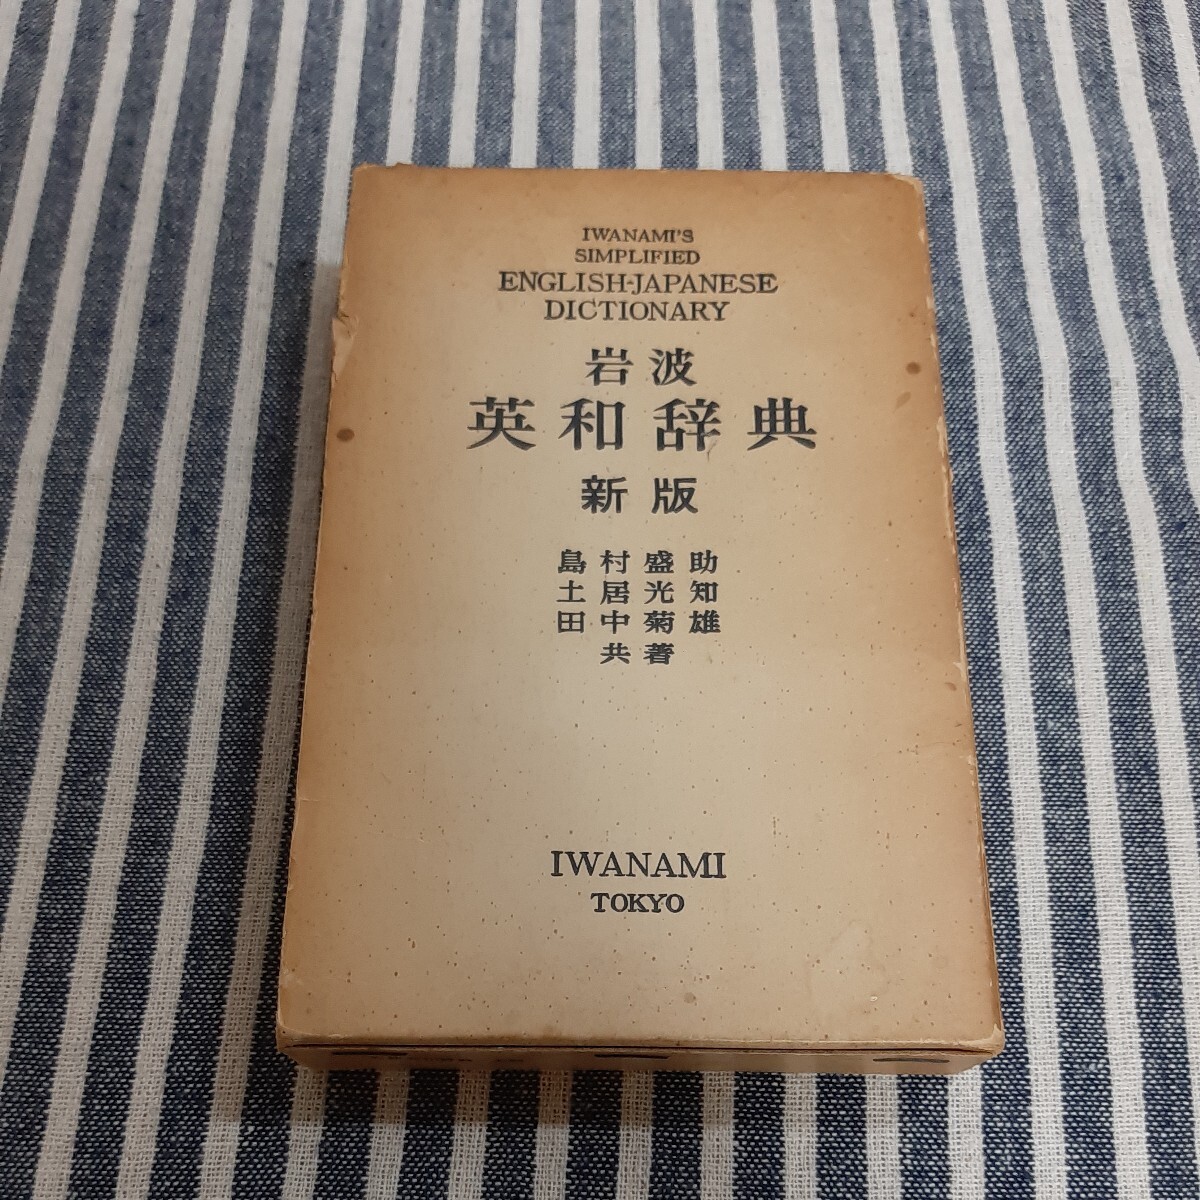 IWANAMI'S
SIMPLIFIED
ENGLISH-JAPANESE
DICTIONARY
岩波
英和辞典
新版
島村盛助
土居光知
田中菊雄
共著
IWANAMI
TOKYO